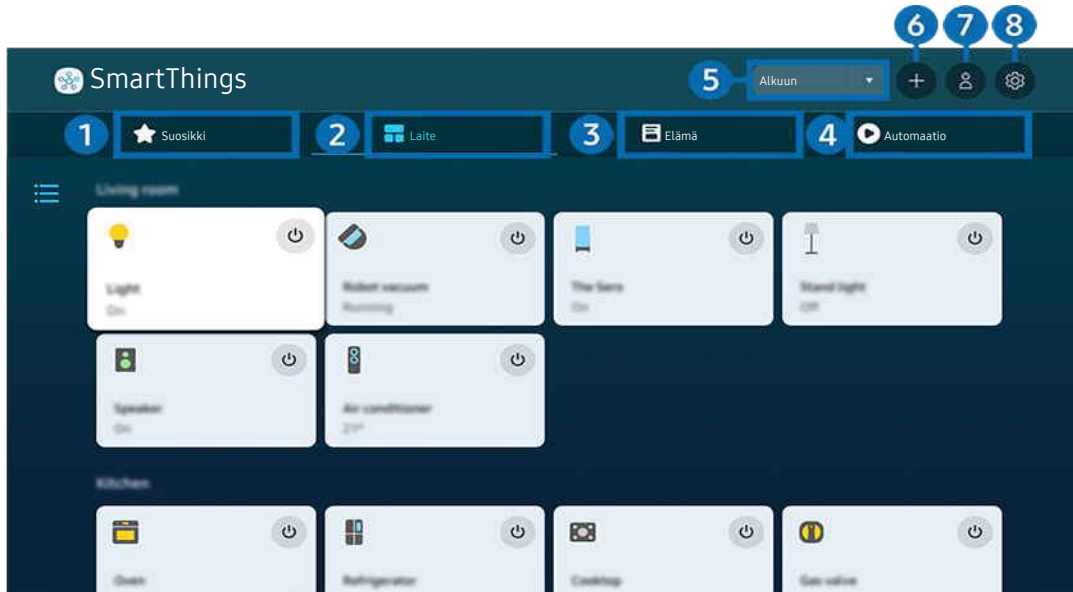 6 7 8
SmartThings
5 Alkuun
1 Suosikki 2 Laite 3 Elämä 4 Automaatio
Living room
Light Robot vacuum The Sero Stand light
On Running On Off
Speaker Air conditioner
On 21°
Kitchen
Oven Refrigerator Cooktop Gas valve